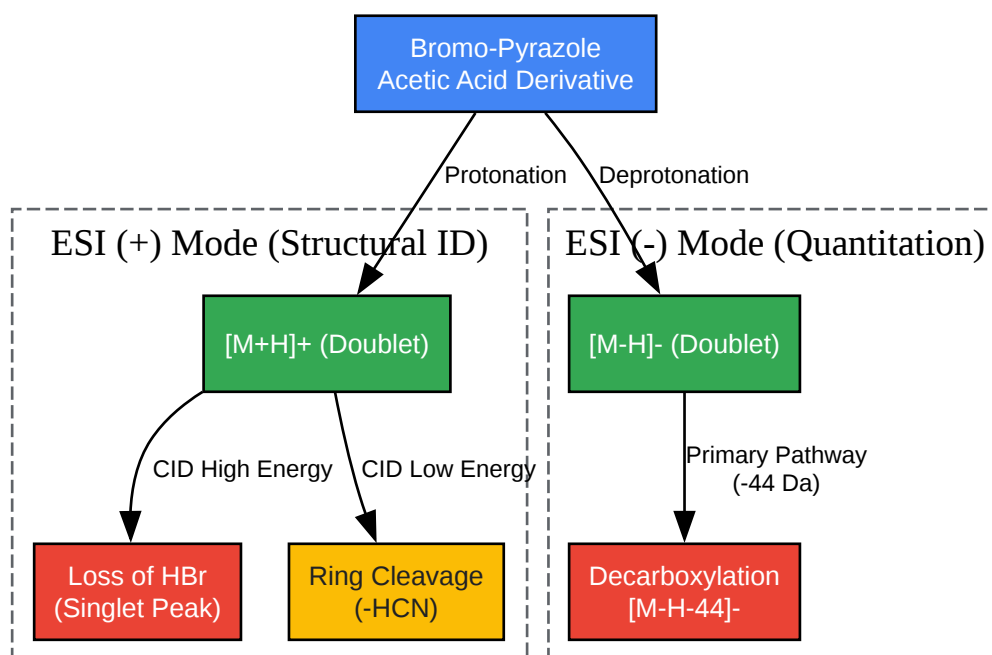 Bromo-Pyrazole
Acetic Acid Derivative
Protonation
Deprotonation
ESI (+) Mode (Structural ID)
ESI (-) Mode (Quantitation)
[M+H]+ (Doublet)
[M-H]- (Doublet)
CID High Energy
CID Low Energy
Primary Pathway
(-44 Da)
Loss of HBr
(Singlet Peak)
Ring Cleavage
(-HCN)
Decarboxylation
[M-H-44]-